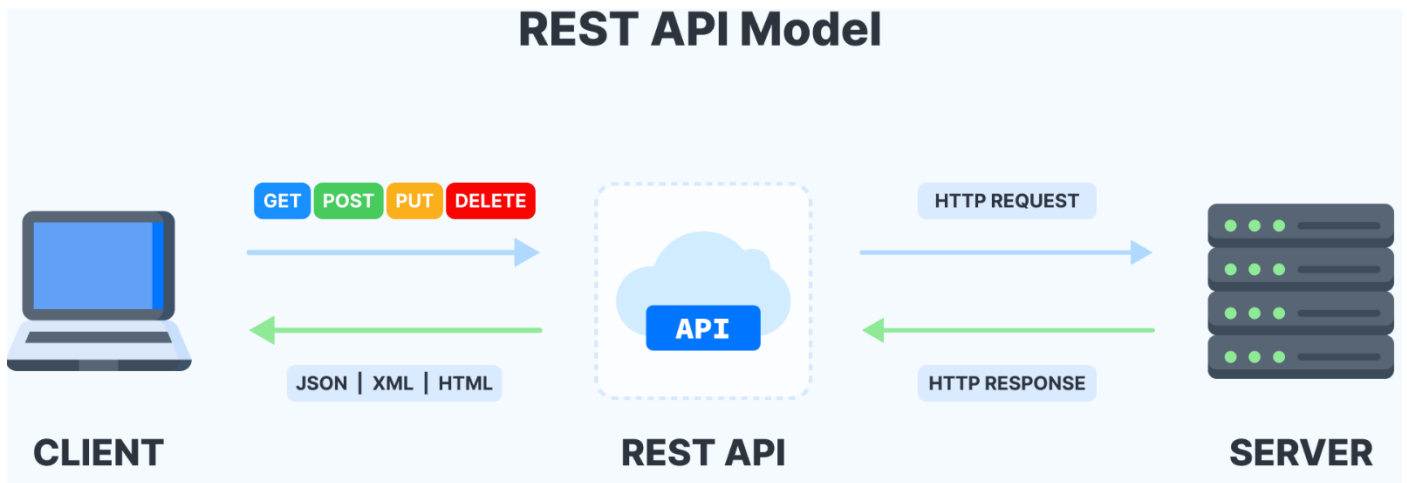 REST API Model
GET POST PUT DELETE
HTTP REQUEST
API
JSON | XML | HTML
HTTP RESPONSE
CLIENT
REST API
SERVER